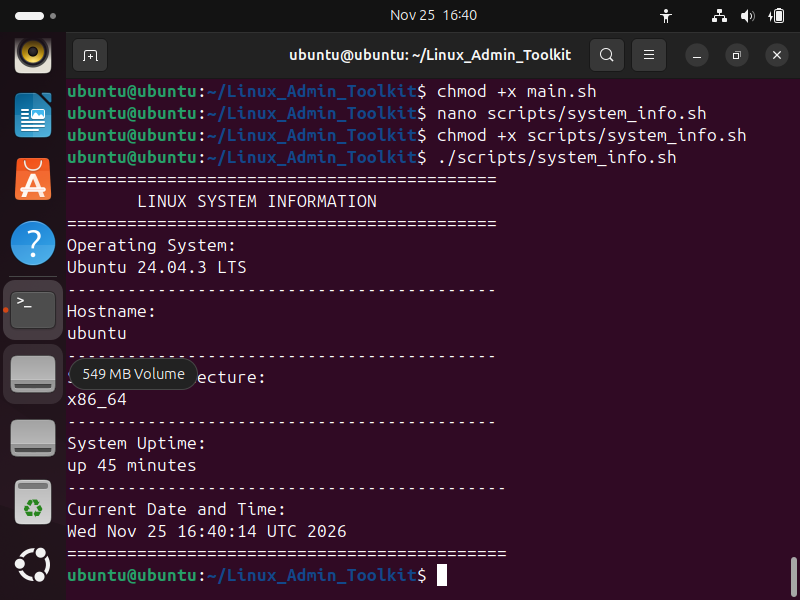 Nov 25 16:40
ubuntu@ubuntu: ~/Linux_Admin_Toolkit
ubuntu@ubuntu:~/Linux_Admin_Toolkit$ chmod +x main.sh
ubuntu@ubuntu:~/Linux_Admin_Toolkit$ nano scripts/system_info.sh
ubuntu@ubuntu:~/Linux_Admin_Toolkit$ chmod +x scripts/system_info.sh
ubuntu@ubuntu:~/Linux_Admin_Toolkit$ ./scripts/system_info.sh
===========================================
       LINUX SYSTEM INFORMATION
===========================================
Operating System:
Ubuntu 24.04.3 LTS
-------------------------------------------
Hostname:
ubuntu
-------------------------------------------
549 MB Volume
ecture:
x86_64
-------------------------------------------
System Uptime:
up 45 minutes
--------------------------------------------
Current Date and Time:
Wed Nov 25 16:40:14 UTC 2026
============================================
ubuntu@ubuntu:~/Linux_Admin_Toolkit$